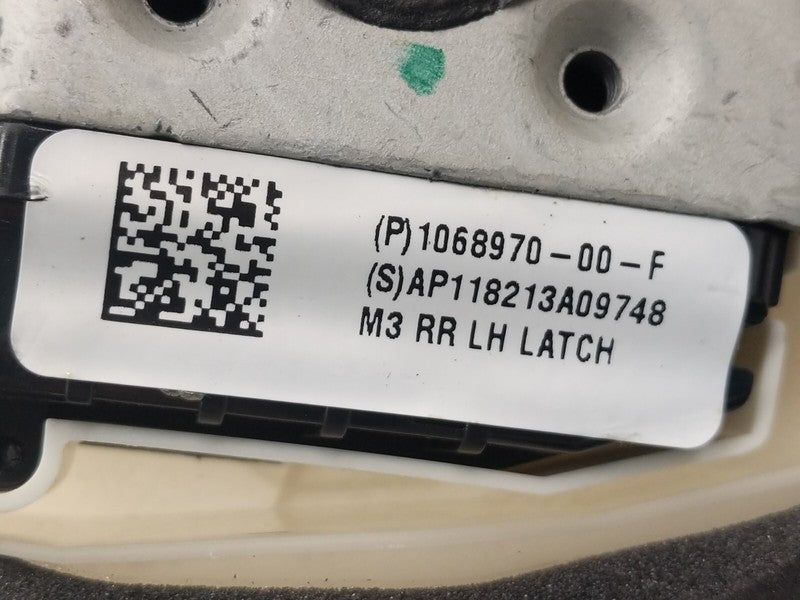 (P)1068970-00-F
(S)AP118213A09748
M3 RR LH LATCH